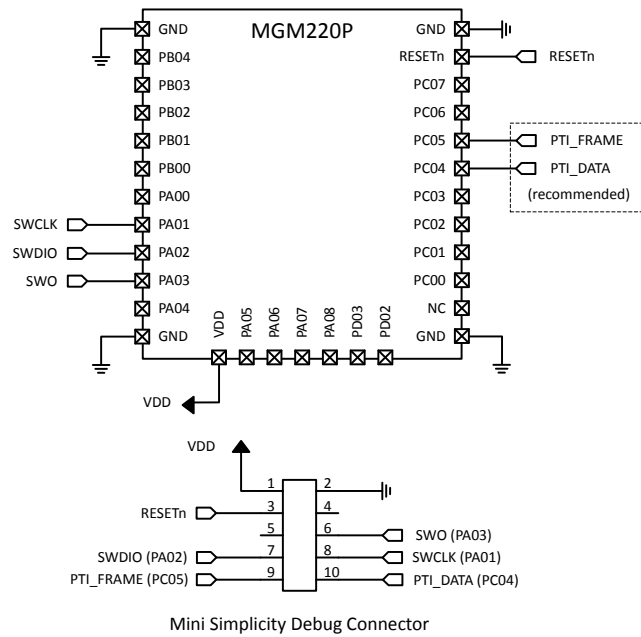 MGM220P
GND GND
PB04 RESETn RESETn
PB03 PC07
PB02 PC06
PB01 PC05 PTI_FRAME
PB00 PC04 PTI_DATA
PA00 PC03 (recommended)
SWCLK PA01 PC02
SWDIO PA02 PC01
SWO PA03 PC00
PA04 NC
GND GND
VDD PA05 PA06 PA07 PA08 PD03 PD02
VDD
VDD
1 2
RESETn 3 4
5 6 SWO (PA03)
SWDIO (PA02) 7 8 SWCLK (PA01)
PTI_FRAME (PC05) 9 10 PTI_DATA (PC04)
Mini Simplicity Debug Connector